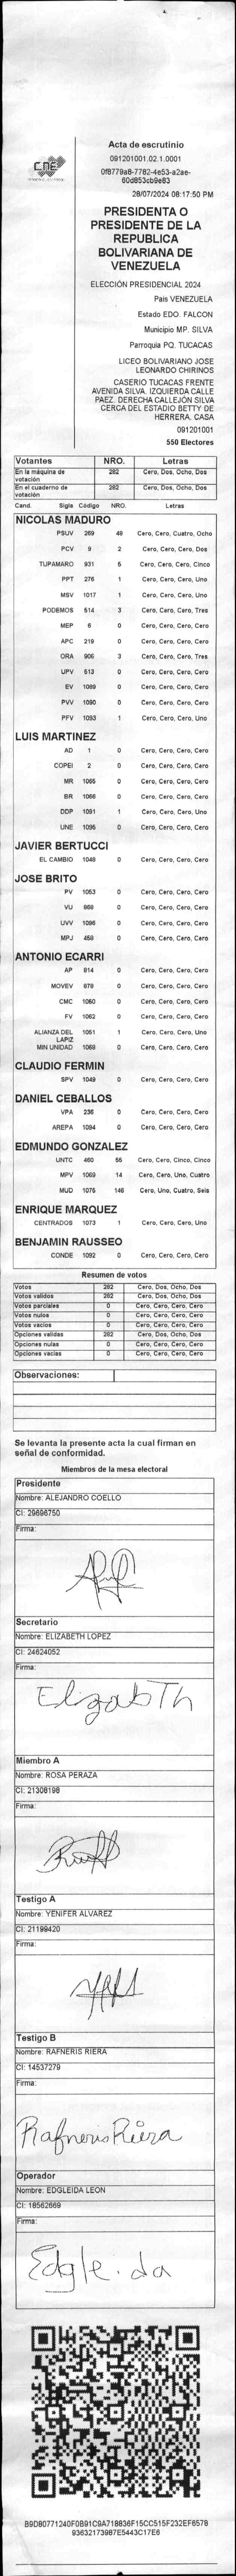 CNE
Acta de escrutinio
091201001.02.1.0001
0f8779a8-7782-4e53-a2ae-
60d853cb9e83
28/07/2024 08:17:50 PM
PRESIDENTA O
PRESIDENTE DE LA
REPUBLICA
BOLIVARIANA DE
VENEZUELA
ELECCIÓN PRESIDENCIAL 2024
Pais VENEZUELA
Estado EDO. FALCON
Municipio MP. SILVA
Parroquia PQ. TUCACAS
LICEO BOLIVARIANO JOSE
LEONARDO CHIRINOS
CASERIO TUCACAS FRENTE
AVENIDA SILVA. IZQUIERDA CALLE
PAEZ. DERECHA CALLEJÓN SILVA
CERCA DEL ESTADIO BETTY DE
HERRERA. CASA
091201001
550 Electores
Votantes NRO. Letras
En la máquina de votación 282 Cero, Dos, Ocho, Dos
En el cuaderno de votación 282 Cero, Dos, Ocho, Dos
Cand. Sigla Código NRO. Letras
NICOLAS MADURO
PSUV 269 48 Cero, Cero, Cuatro, Ocho
PCV 9 2 Cero, Cero, Cero, Dos
TUPAMARO 931 5 Cero, Cero, Cero, Cinco
PPT 276 1 Cero, Cero, Cero, Uno
MSV 1017 1 Cero, Cero, Cero, Uno
PODEMOS 514 3 Cero, Cero, Cero, Tres
MEP 6 0 Cero, Cero, Cero, Cero
APC 219 0 Cero, Cero, Cero, Cero
ORA 906 3 Cero, Cero, Cero, Tres
UPV 513 0 Cero, Cero, Cero, Cero
EV 1089 0 Cero, Cero, Cero, Cero
PVV 1090 0 Cero, Cero, Cero, Cero
PFV 1093 1 Cero, Cero, Cero, Uno
LUIS MARTINEZ
AD 1 0 Cero, Cero, Cero, Cero
COPEI 2 0 Cero, Cero, Cero, Cero
MR 1065 0 Cero, Cero, Cero, Cero
BR 1066 0 Cero, Cero, Cero, Cero
DDP 1091 1 Cero, Cero, Cero, Uno
UNE 1095 0 Cero, Cero, Cero, Cero
JAVIER BERTUCCI
EL CAMBIO 1048 0 Cero, Cero, Cero, Cero
JOSE BRITO
PV 1053 0 Cero, Cero, Cero, Cero
VU 868 0 Cero, Cero, Cero, Cero
UVV 1096 0 Cero, Cero, Cero, Cero
MPJ 458 0 Cero, Cero, Cero, Cero
ANTONIO ECARRI
AP 814 0 Cero, Cero, Cero, Cero
MOVEV 878 0 Cero, Cero, Cero, Cero
CMC 1060 0 Cero, Cero, Cero, Cero
FV 1062 0 Cero, Cero, Cero, Cero
ALIANZA DEL LAPIZ 1051 1 Cero, Cero, Cero, Uno
MIN UNIDAD 1068 0 Cero, Cero, Cero, Cero
CLAUDIO FERMIN
SPV 1049 0 Cero, Cero, Cero, Cero
DANIEL CEBALLOS
VPA 236 0 Cero, Cero, Cero, Cero
AREPA 1094 0 Cero, Cero, Cero, Cero
EDMUNDO GONZALEZ
UNTC 460 55 Cero, Cero, Cinco, Cinco
MPV 1069 14 Cero, Cero, Uno, Cuatro
MUD 1075 146 Cero, Uno, Cuatro, Seis
ENRIQUE MARQUEZ
CENTRADOS 1073 1 Cero, Cero, Cero, Uno
BENJAMIN RAUSSEO
CONDE 1092 0 Cero, Cero, Cero, Cero
Resumen de votos
Votos 282 Cero, Dos, Ocho, Dos
Votos validos 282 Cero, Dos, Ocho, Dos
Votos parciales 0 Cero, Cero, Cero, Cero
Votos nulos 0 Cero, Cero, Cero, Cero
Votos vacios 0 Cero, Cero, Cero, Cero
Opciones validas 282 Cero, Dos, Ocho, Dos
Opciones nulas 0 Cero, Cero, Cero, Cero
Opciones vacias 0 Cero, Cero, Cero, Cero
Observaciones:
Se levanta la presente acta la cual firman en
señal de conformidad.
Miembros de la mesa electoral
Presidente
Nombre: ALEJANDRO COELLO
CI: 29696750
Firma:
Secretario
Nombre: ELIZABETH LOPEZ
CI: 24624052
Firma:
ElizabTh
Miembro A
Nombre: ROSA PERAZA
CI: 21308198
Firma:
Testigo A
Nombre: YENIFER ALVAREZ
CI: 21199420
Firma:
Testigo B
Nombre: RAFNERIS RIERA
CI: 14537279
Firma:
Rafneris Riera
Operador
Nombre: EDGLEIDA LEON
CI: 18562669
Firma:
Edgleida
B9D80771240F0B91C9A718836F15CC515F232EF6578
93632173987E5443C17E6